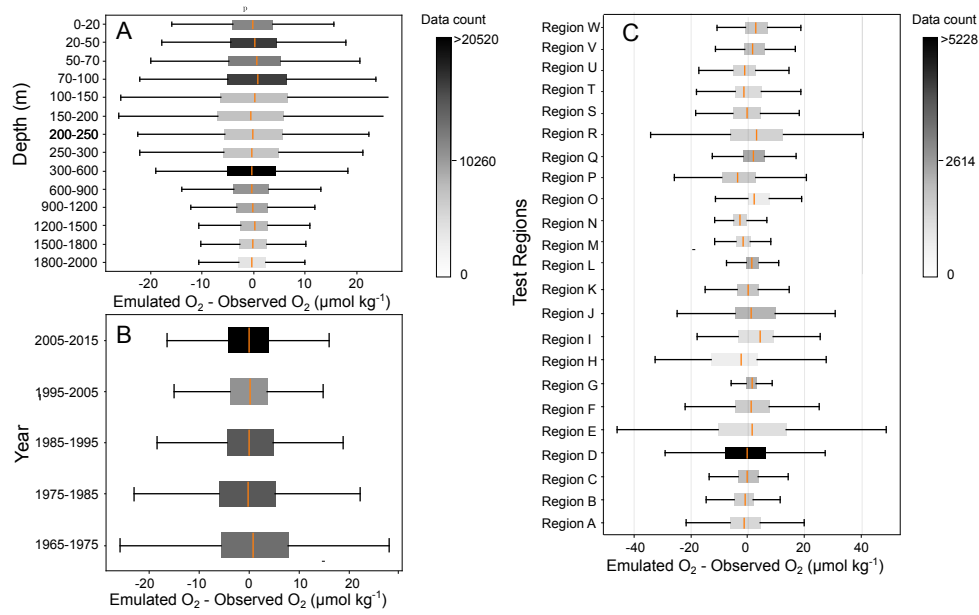 p
A
Depth (m)
0-20
20-50
50-70
70-100
100-150
150-200
200-250
250-300
300-600
600-900
900-1200
1200-1500
1500-1800
1800-2000
-20
-10
0
10
20
Emulated O₂ - Observed O₂ (µmol kg⁻¹)
Data count
>20520
10260
0
B
Year
2005-2015
1995-2005
1985-1995
1975-1985
1965-1975
-20
-10
0
10
20
Emulated O₂ - Observed O₂ (µmol kg⁻¹)
C
Test Regions
Region W
Region V
Region U
Region T
Region S
Region R
Region Q
Region P
Region O
Region N
Region M
Region L
Region K
Region J
Region I
Region H
Region G
Region F
Region E
Region D
Region C
Region B
Region A
-40
-20
0
20
40
Emulated O₂ - Observed O₂ (µmol kg⁻¹)
Data count
>5228
2614
0